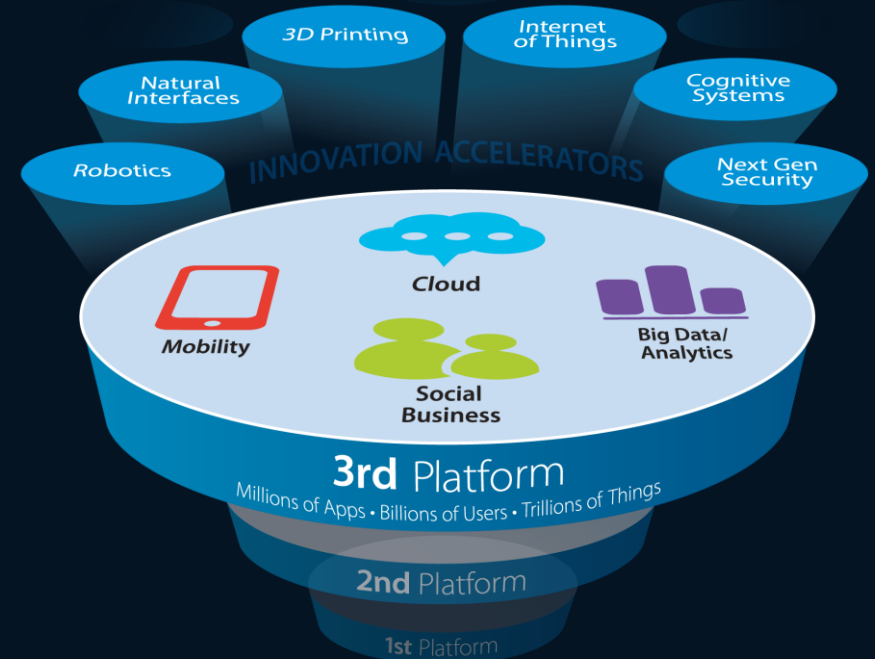 3D Printing
Internet
of Things
Natural
Interfaces
Cognitive
Systems
Robotics
INNOVATION ACCELERATORS
Next Gen
Security
Cloud
Mobility
Big Data/
Analytics
Social
Business
3rd Platform
Millions of Apps • Billions of Users • Trillions of Things
2nd Platform
1st Platform